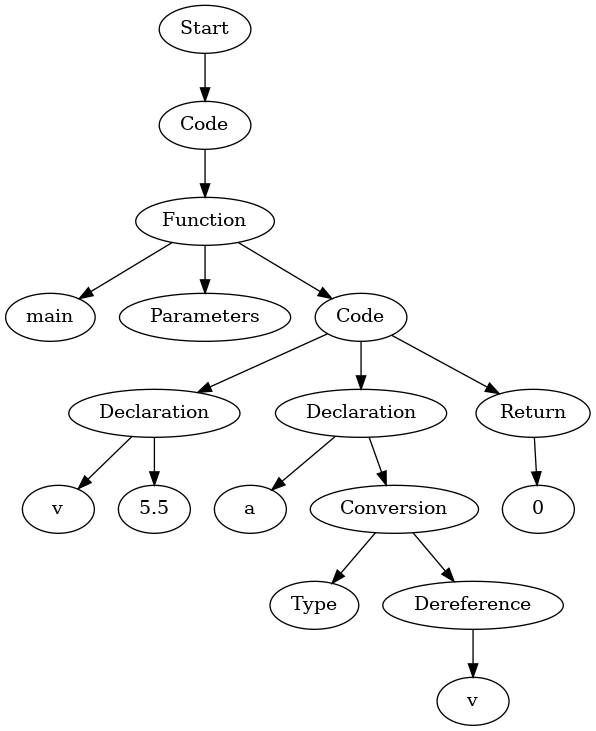 Start
Code
Function
main
Parameters
Code
Declaration
Declaration
Return
v
5.5
a
Conversion
0
Type
Dereference
v